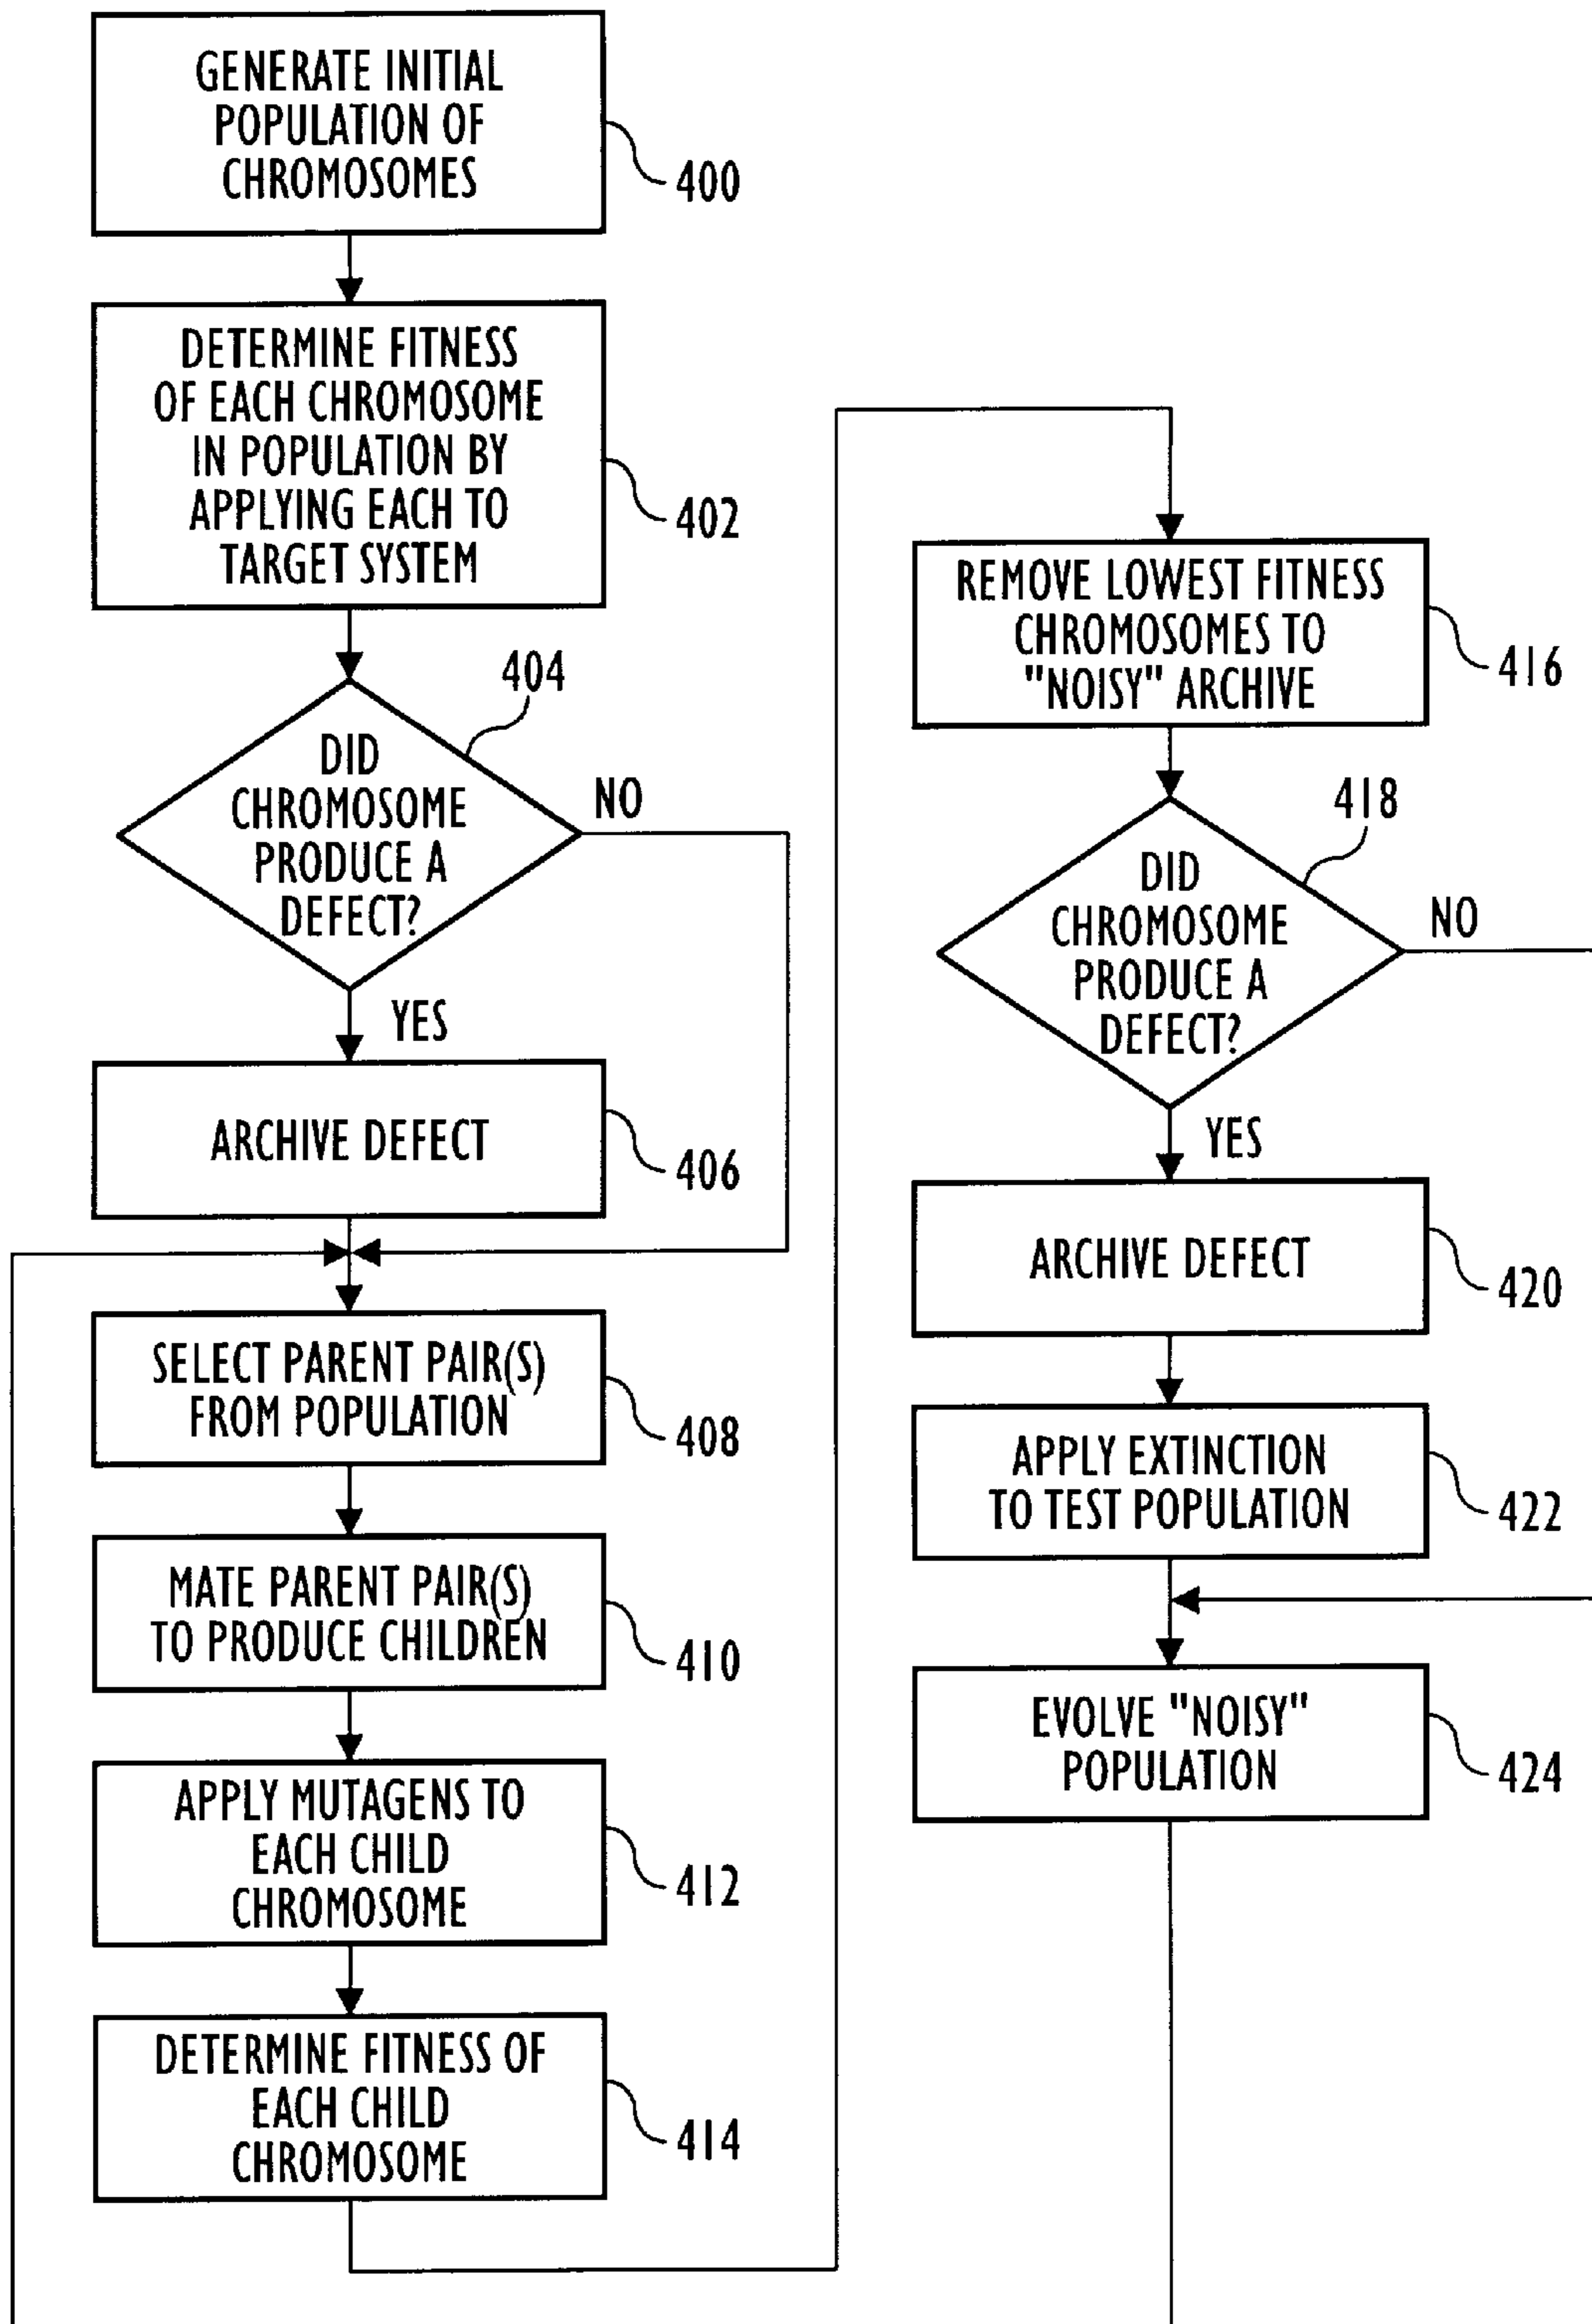 GENERATE INITIAL
POPULATION OF
CHROMOSOMES
400
DETERMINE FITNESS
OF EACH CHROMOSOME
IN POPULATION BY
APPLYING EACH TO
TARGET SYSTEM
402
404
DID
CHROMOSOME
PRODUCE A
DEFECT?
NO
YES
ARCHIVE DEFECT
406
SELECT PARENT PAIR(S)
FROM POPULATION
408
MATE PARENT PAIR(S)
TO PRODUCE CHILDREN
410
APPLY MUTAGENS TO
EACH CHILD
CHROMOSOME
412
DETERMINE FITNESS OF
EACH CHILD
CHROMOSOME
414
REMOVE LOWEST FITNESS
CHROMOSOMES TO
"NOISY" ARCHIVE
416
418
DID
CHROMOSOME
PRODUCE A
DEFECT?
NO
YES
ARCHIVE DEFECT
420
APPLY EXTINCTION
TO TEST POPULATION
422
EVOLVE "NOISY"
POPULATION
424